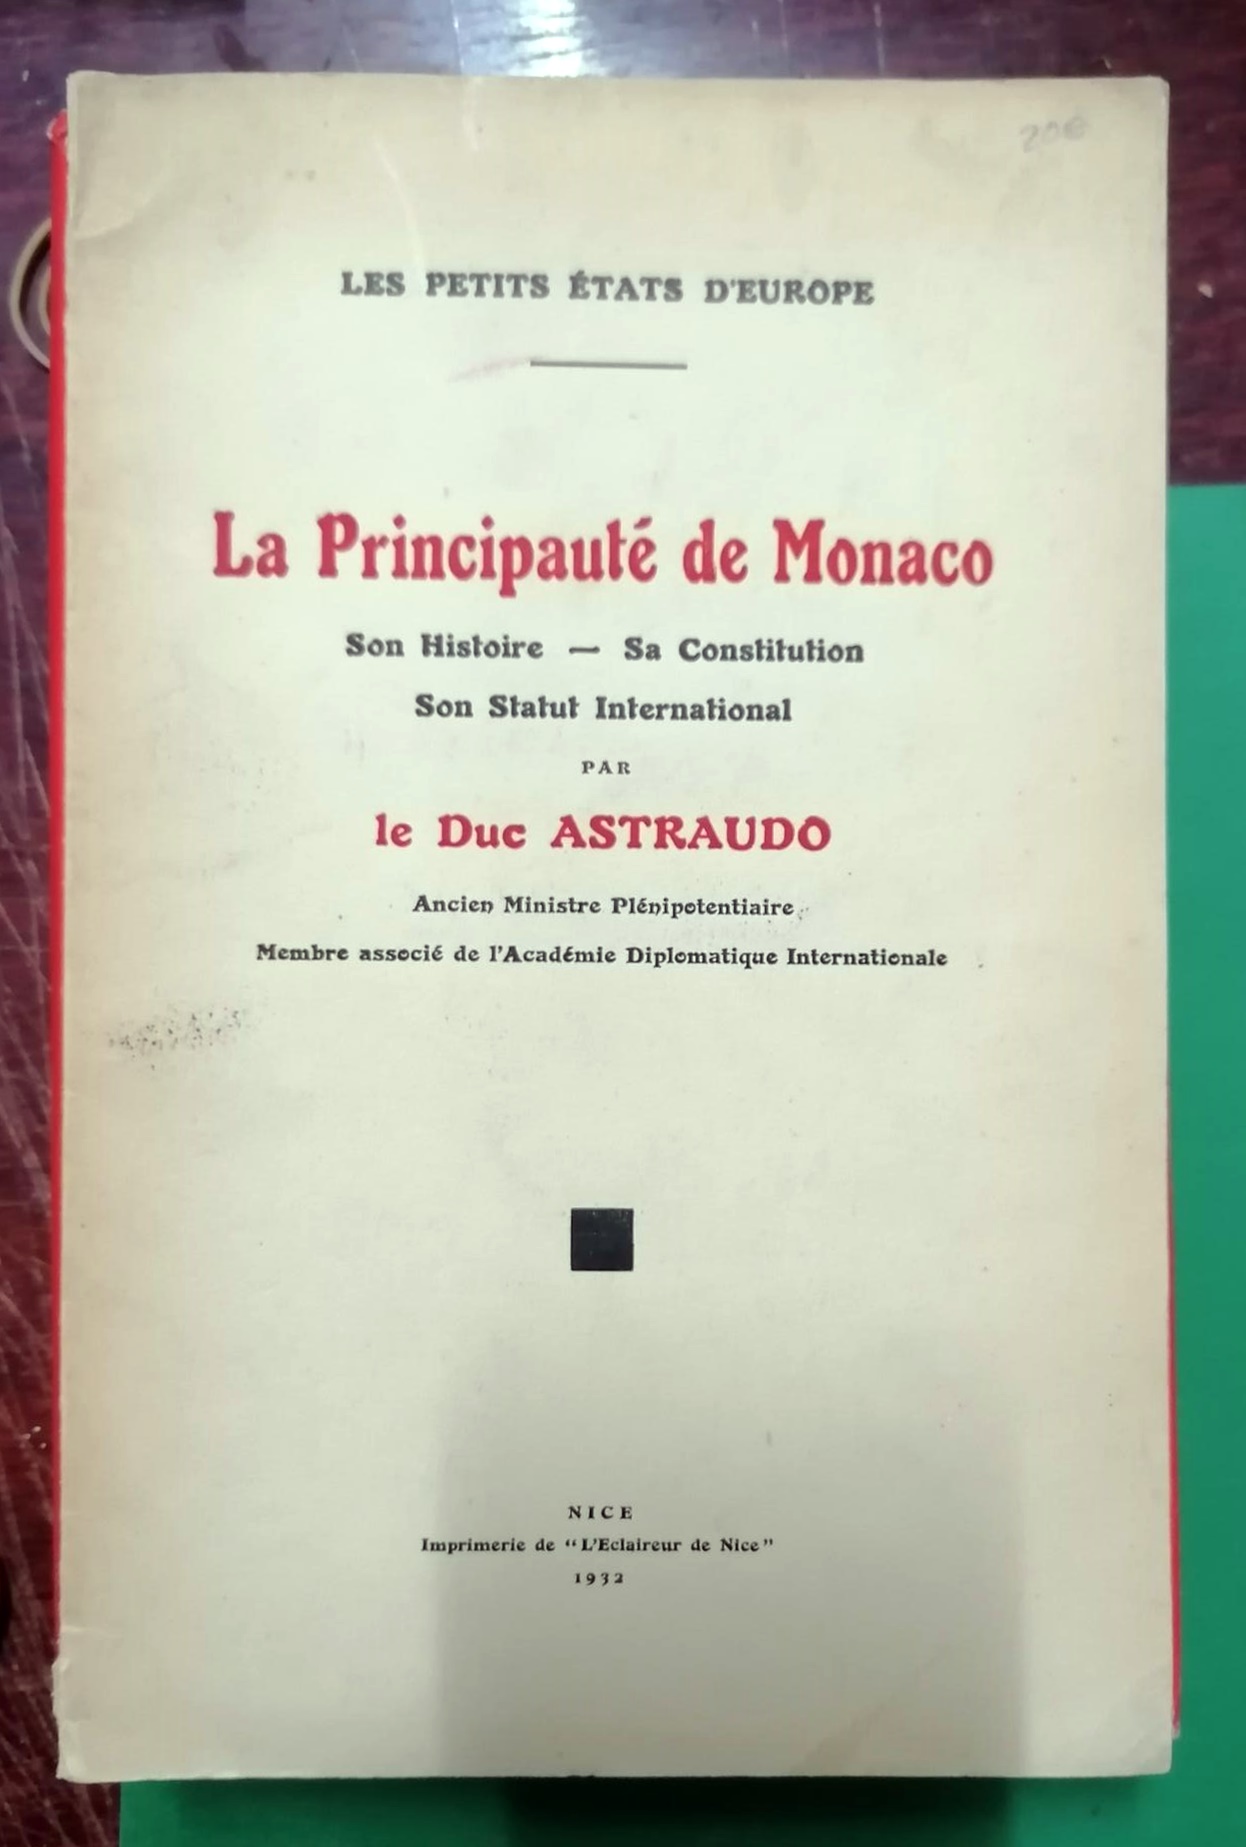 LES PETITS ÉTATS D'EUROPE
La Principauté de Monaco
Son Histoire — Sa Constitution
Son Statut International
PAR
le Duc ASTRAUDO
Ancien Ministre Plénipotentiaire
Membre associé de l'Académie Diplomatique Internationale
NICE
Imprimerie de “L'Eclaireur de Nice”
1932